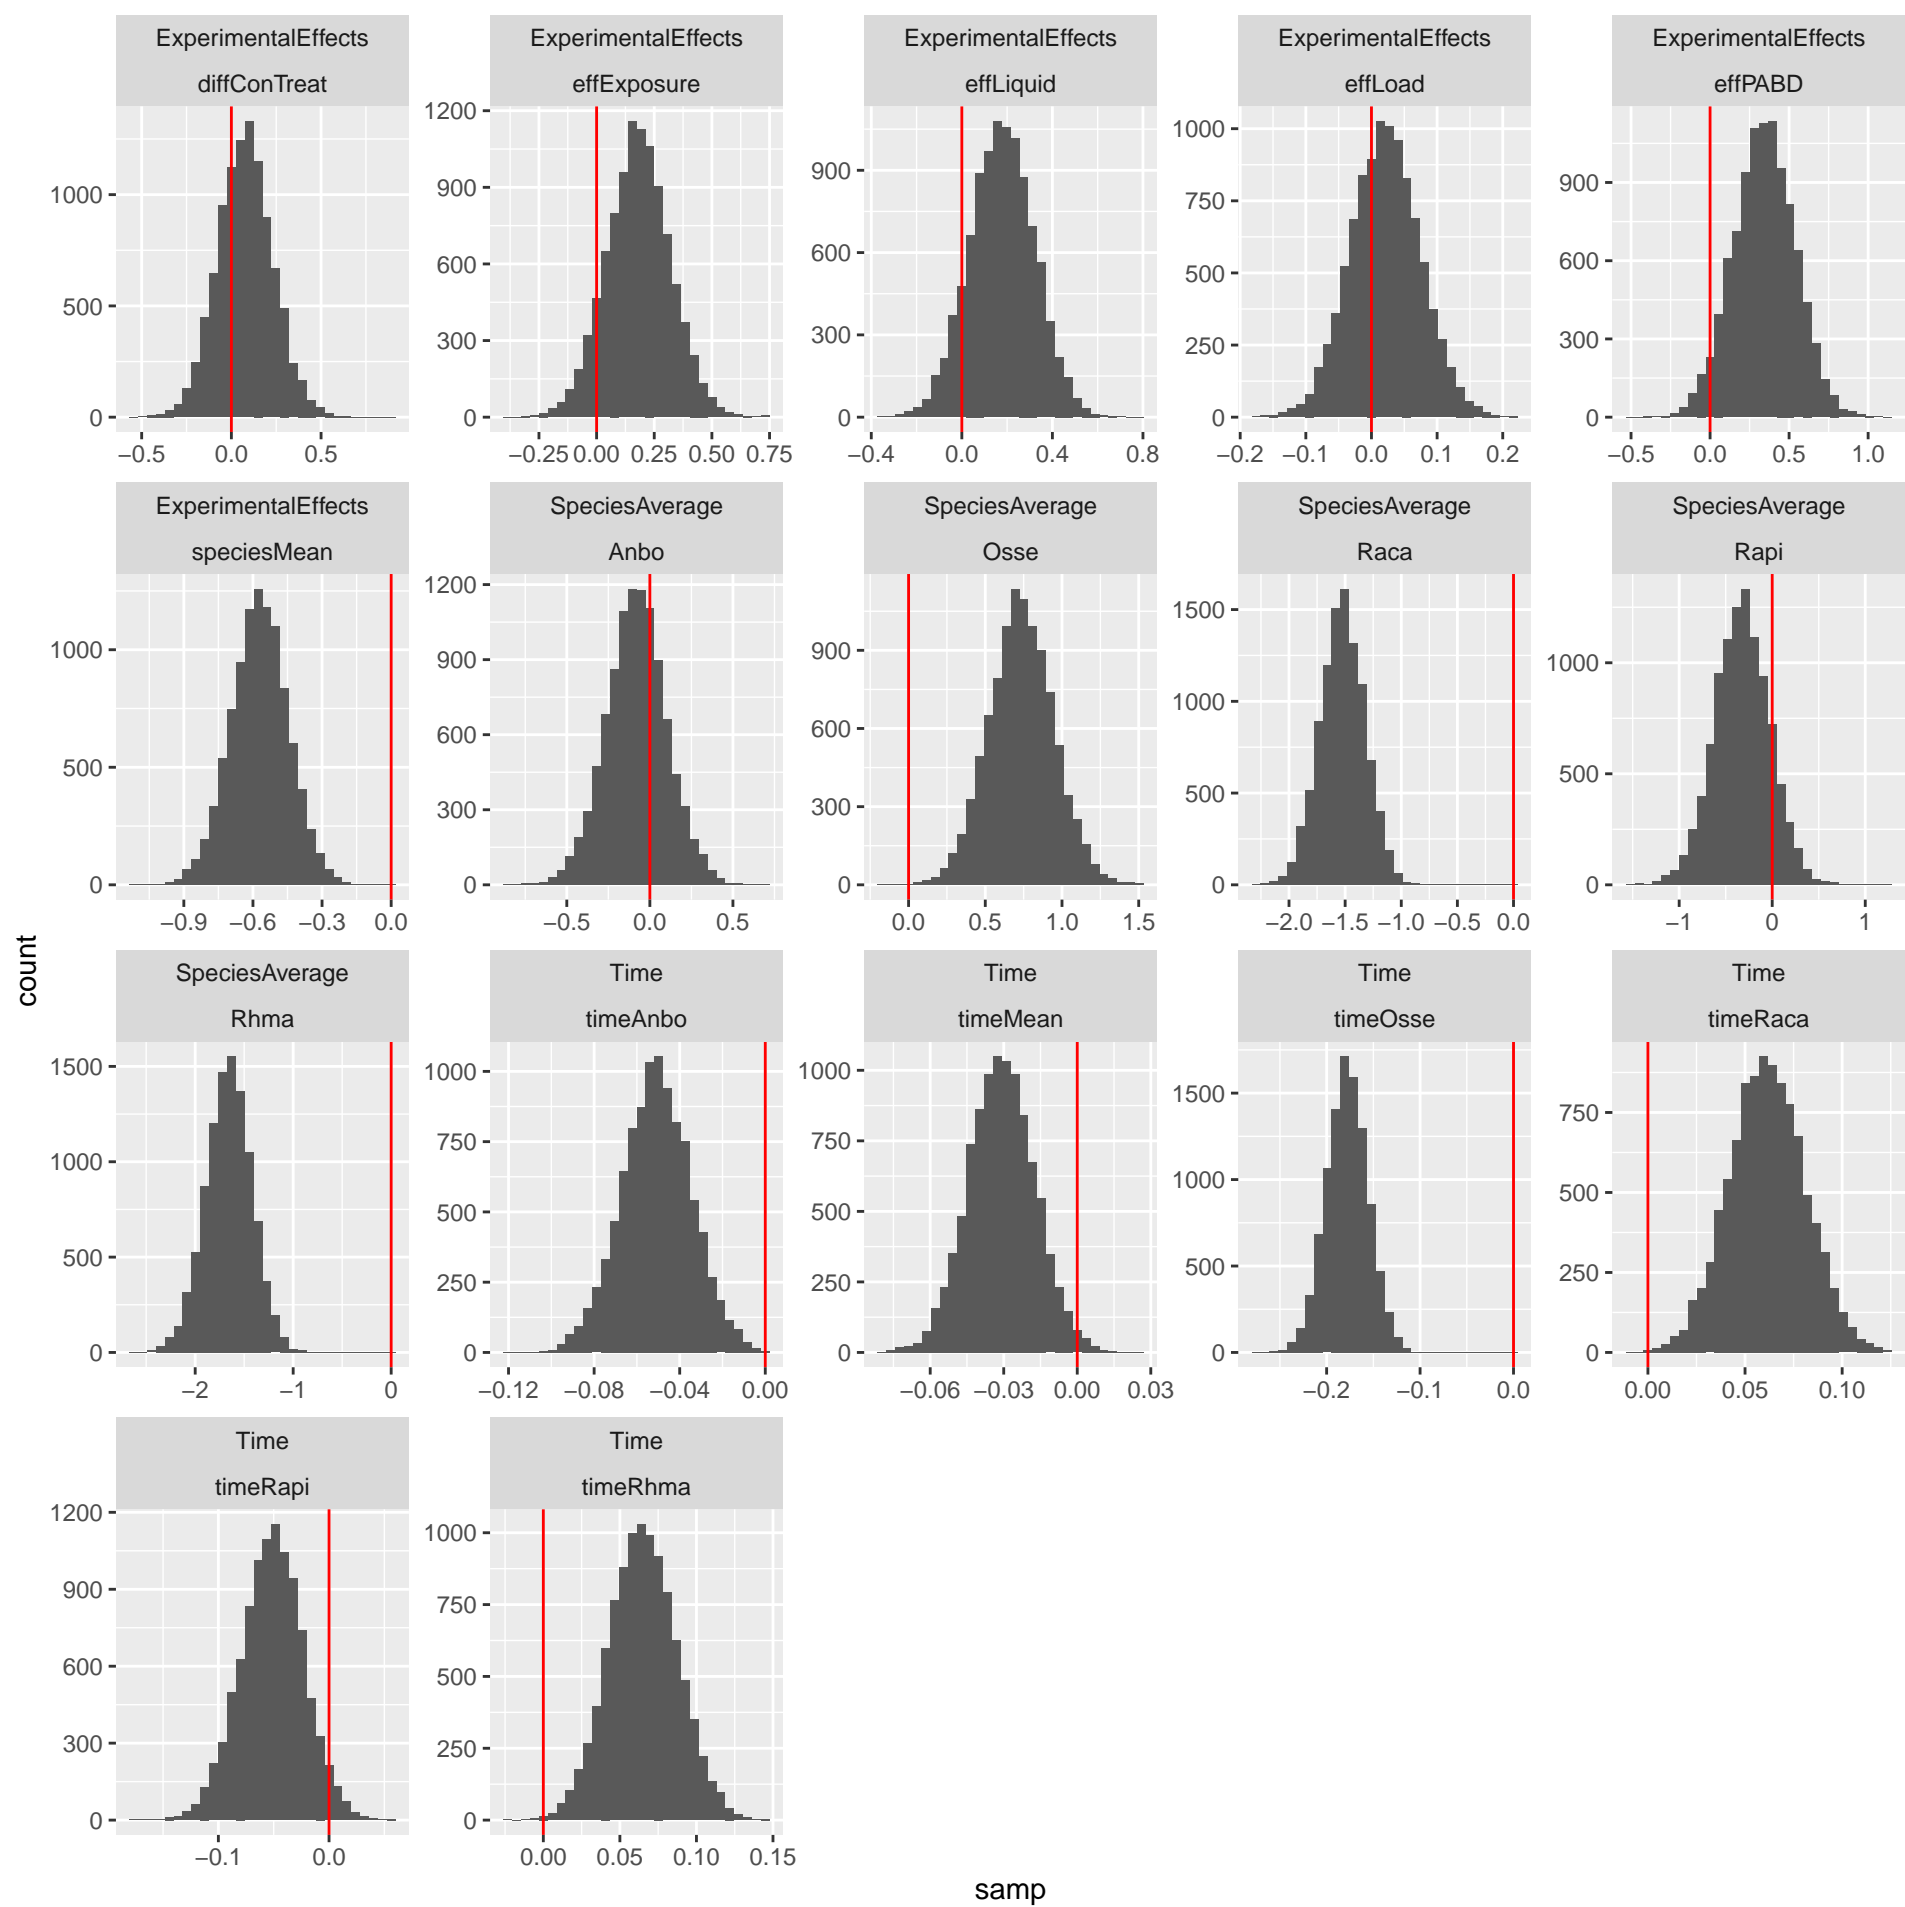 ExperimentalEffects ExperimentalEffects ExperimentalEffects ExperimentalEffects ExperimentalEffects
diffConTreat effExposure effLiquid effLoad effPABD
1000
500
0
−0.5 0.0 0.5
1200
900
600
300
0
−0.25 0.00 0.25 0.50 0.75
900
600
300
0
−0.4 0.0 0.4 0.8
1000
750
500
250
0
−0.2 −0.1 0.0 0.1 0.2
900
600
300
0
−0.5 0.0 0.5 1.0
ExperimentalEffects SpeciesAverage SpeciesAverage SpeciesAverage SpeciesAverage
speciesMean Anbo Osse Raca Rapi
1000
500
0
−0.9 −0.6 −0.3 0.0
1200
900
600
300
0
−0.5 0.0 0.5
900
600
300
0
0.0 0.5 1.0 1.5
1500
1000
500
0
−2.0 −1.5 −1.0 −0.5 0.0
1000
500
0
−1 0 1
SpeciesAverage Time Time Time Time
Rhma timeAnbo timeMean timeOsse timeRaca
1500
1000
500
0
−2 −1 0
1000
750
500
250
0
−0.12 −0.08 −0.04 0.00
1000
750
500
250
0
−0.06 −0.03 0.00 0.03
1500
1000
500
0
−0.2 −0.1 0.0
750
500
250
0
0.00 0.05 0.10
Time Time
timeRapi timeRhma
1200
900
600
300
0
−0.1 0.0
1000
750
500
250
0
0.00 0.05 0.10 0.15
count
samp